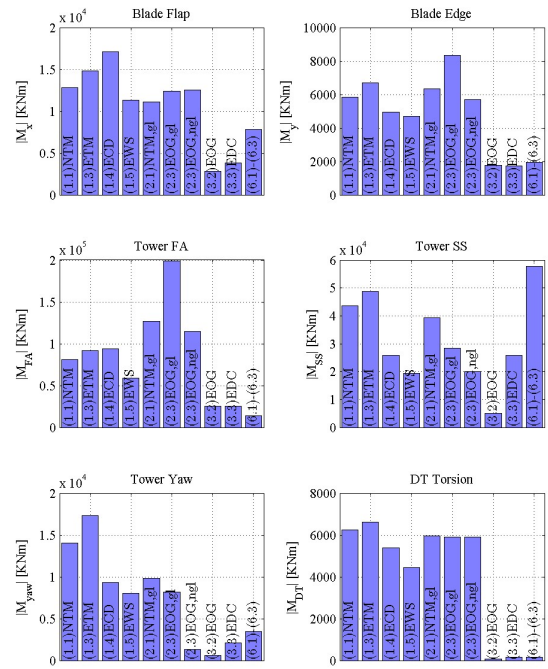 Blade Flap
x 10^4
2
1.5
1
0.5
0
|M_x| [KNm]
(1.1)NTM
(1.3)ETM
(1.4)ECD
(1.5)EWS
(2.1)NTM,gl
(2.3)EOG,gl
(2.3)EOG,ngl
(3.2)EOG
(3.3)EDC
(6.1)-(6.3)
Blade Edge
10000
8000
6000
4000
2000
0
|M_y| [KNm]
(1.1)NTM
(1.3)ETM
(1.4)ECD
(1.5)EWS
(2.1)NTM,gl
(2.3)EOG,gl
(2.3)EOG,ngl
(3.2)EOG
(3.3)EDC
(6.1)-(6.3)
Tower FA
x 10^5
2
1.5
1
0.5
0
|M_FA| [KNm]
(1.1)NTM
(1.3)ETM
(1.4)ECD
(1.5)EWS
(2.1)NTM,gl
(2.3)EOG,gl
(2.3)EOG,ngl
(3.2)EOG
(3.3)EDC
(6.1)-(6.3)
Tower SS
x 10^4
6
5
4
3
2
1
0
|M_SS| [KNm]
(1.1)NTM
(1.3)ETM
(1.4)ECD
(1.5)EWS
(2.1)NTM,gl
(2.3)EOG,gl
(2.3)EOG,ngl
(3.2)EOG
(3.3)EDC
(6.1)-(6.3)
Tower Yaw
x 10^4
2
1.5
1
0.5
0
|M_yaw| [KNm]
(1.1)NTM
(1.3)ETM
(1.4)ECD
(1.5)EWS
(2.1)NTM,gl
(2.3)EOG,gl
(2.3)EOG,ngl
(3.2)EOG
(3.3)EDC
(6.1)-(6.3)
DT Torsion
8000
6000
4000
2000
0
|M_DT| [KNm]
(1.1)NTM
(1.3)ETM
(1.4)ECD
(1.5)EWS
(2.1)NTM,gl
(2.3)EOG,gl
(2.3)EOG,ngl
(3.2)EOG
(3.3)EDC
(6.1)-(6.3)